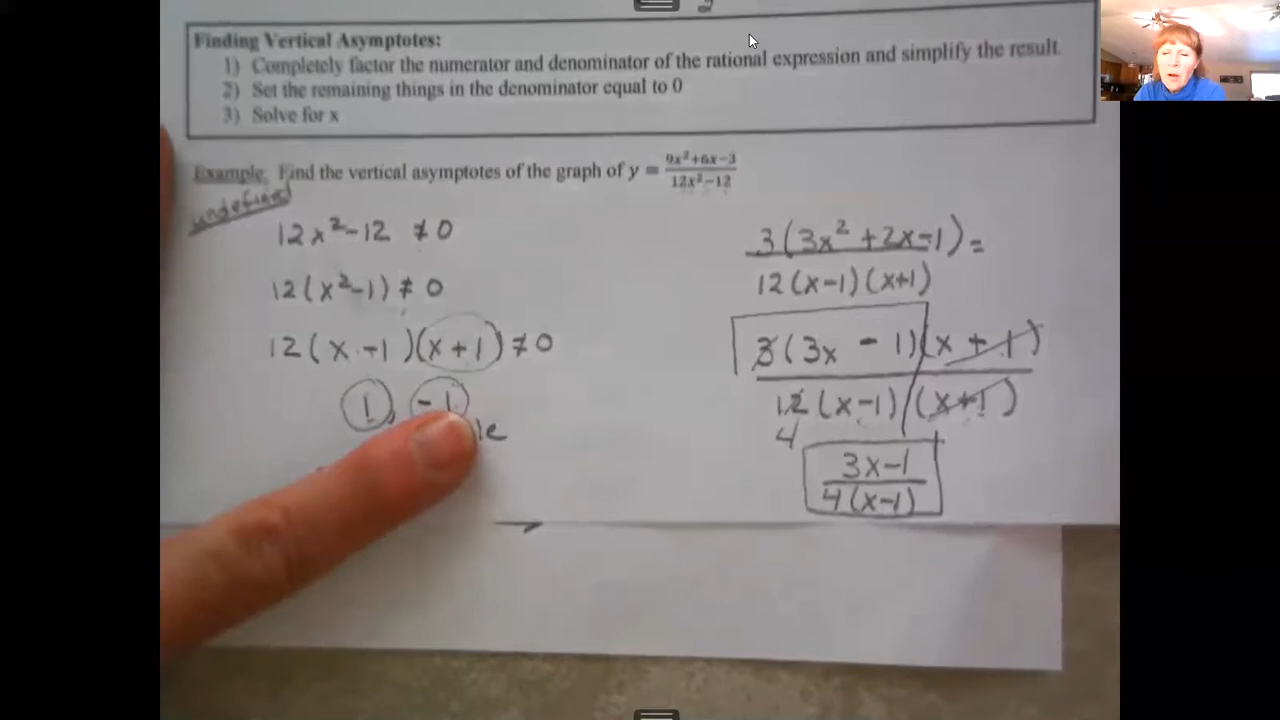 Finding Vertical Asymptotes:
1) Completely factor the numerator and denominator of the rational expression and simplify the result.
2) Set the remaining things in the denominator equal to 0
3) Solve for x
Example. Find the vertical asymptotes of the graph of y = 9x²+6x−3 / 12x²−12
undefined
12x²−12 ≠ 0
12(x²−1) ≠ 0
12(x−1)(x+1) ≠ 0
1, −1
3(3x²+2x−1) =
12(x−1)(x+1)
3(3x − 1)(x + 1)
12(x−1)(x+1)
4
3x−1
4(x−1)